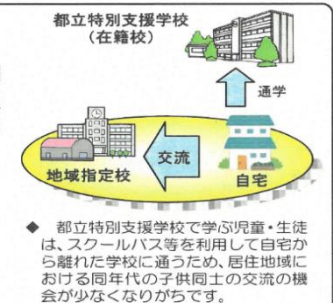 都立特別支援学校
(在籍校)
通学
交流
地域指定校
自宅
◆ 都立特別支援学校で学ぶ児童・生徒
は、スクールバス等を利用して自宅か
ら離れた学校に通うため、居住地域に
おける同年代の子供同士の交流の機
会が少なくなりがちです。